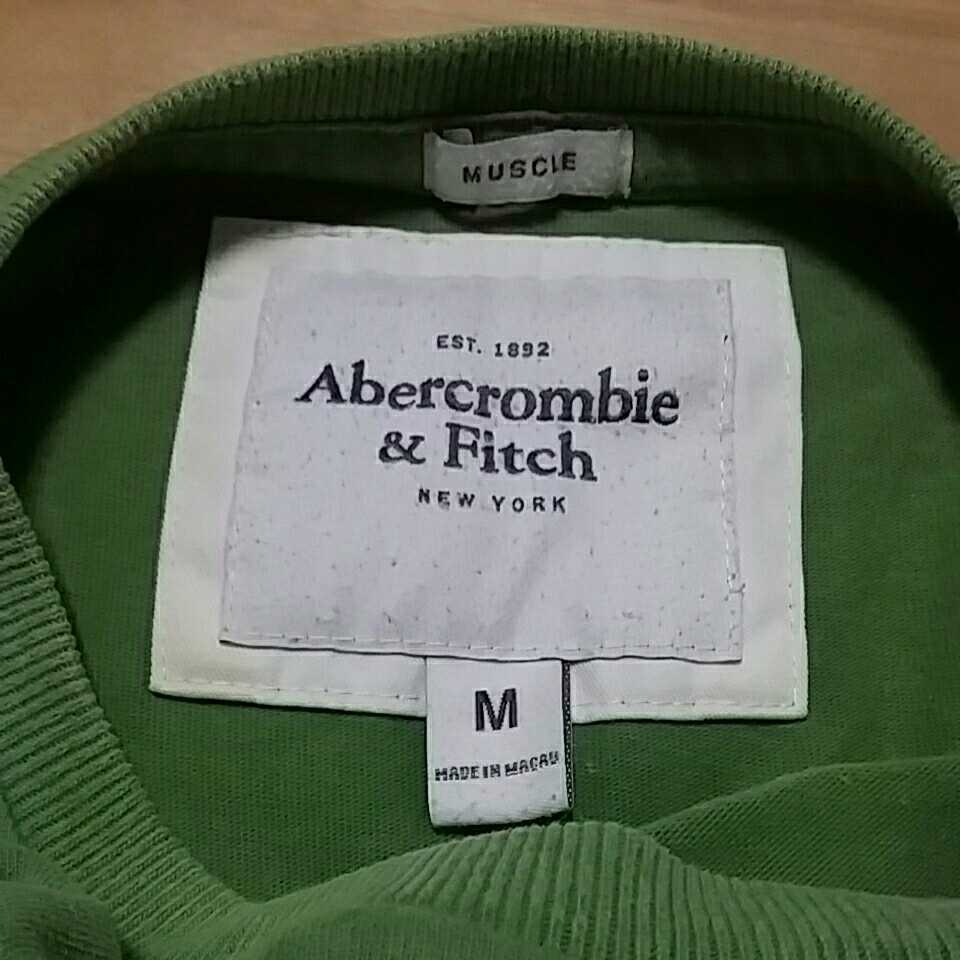 MUSCLE
EST. 1892
Abercrombie
& Fitch
NEW YORK
M
MADE IN MACAU